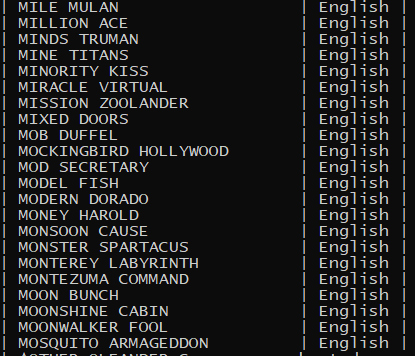 | MILE MULAN | English |
| MILLION ACE | English |
| MINDS TRUMAN | English |
| MINE TITANS | English |
| MINORITY KISS | English |
| MIRACLE VIRTUAL | English |
| MISSION ZOOLANDER | English |
| MIXED DOORS | English |
| MOB DUFFEL | English |
| MOCKINGBIRD HOLLYWOOD | English |
| MOD SECRETARY | English |
| MODEL FISH | English |
| MODERN DORADO | English |
| MONEY HAROLD | English |
| MONSOON CAUSE | English |
| MONSTER SPARTACUS | English |
| MONTEREY LABYRINTH | English |
| MONTEZUMA COMMAND | English |
| MOON BUNCH | English |
| MOONSHINE CABIN | English |
| MOONWALKER FOOL | English |
| MOSQUITO ARMAGEDDON | English |